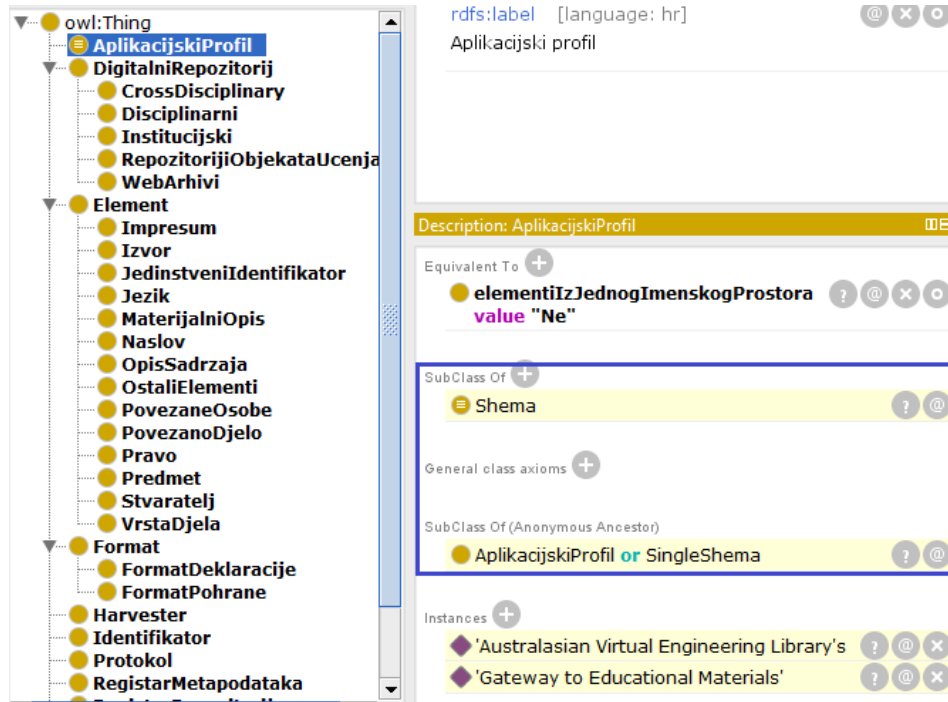 owl:Thing
AplikacijskiProfil
DigitalniRepozitorij
CrossDisciplinary
Disciplinarni
Institucijski
RepozitorijiObjekataUcenja
WebArhivi
Element
Impresum
Izvor
JedinstveniIdentifikator
Jezik
MaterijalniOpis
Naslov
OpisSadrzaja
OstaliElementi
PovezaneOsobe
PovezanoDjelo
Pravo
Predmet
Stvaratelj
VrstaDjela
Format
FormatDeklaracije
FormatPohrane
Harvester
Identifikator
Protokol
RegistarMetapodataka
rdfs:label [language: hr]
Aplikacijski profil
Description: AplikacijskiProfil
Equivalent To
elementiIzJednogImenskogProstora
value "Ne"
SubClass Of
Shema
General class axioms
SubClass Of (Anonymous Ancestor)
AplikacijskiProfil or SingleShema
Instances
'Australasian Virtual Engineering Library's
'Gateway to Educational Materials'